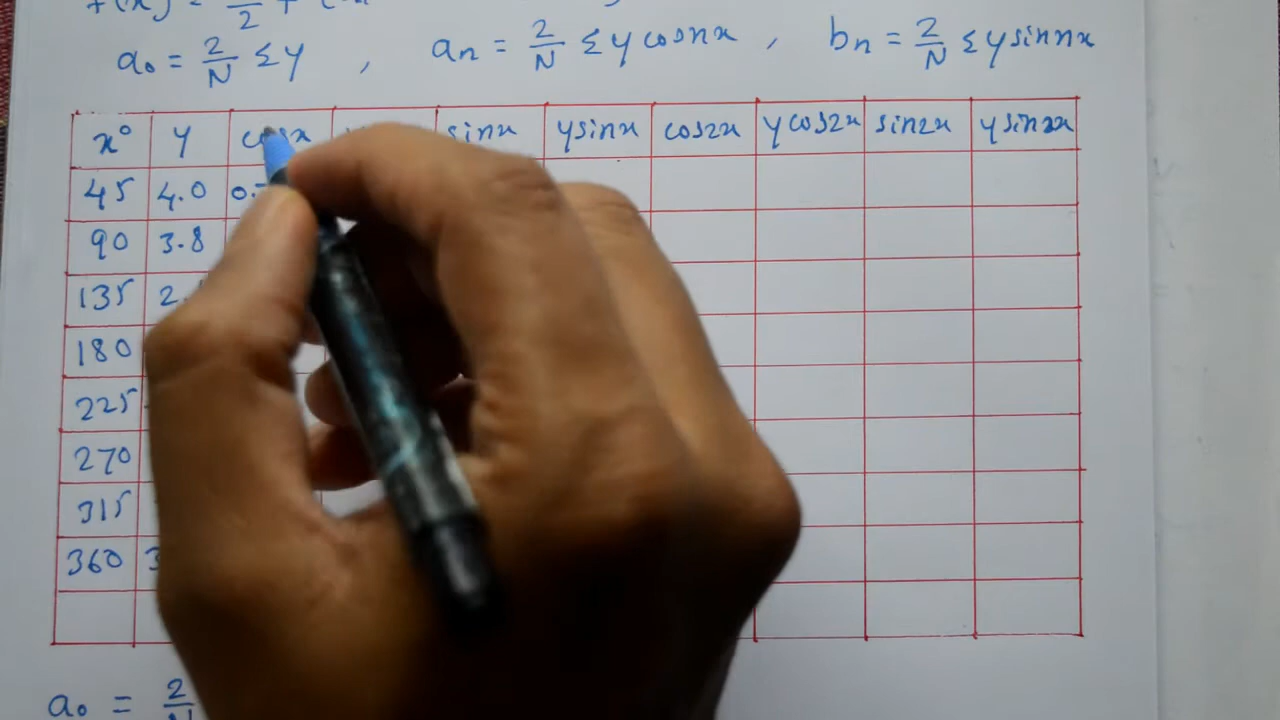 a₀ = 2/N Σy , aₙ = 2/N Σy cosnx , bₙ = 2/N Σy sinnx
x° y cosx sinx ysinx cos2x ycos2x sin2x ysin2x
45 4.0
90 3.8
135
180
225
270
315
360
a₀ = 2/N